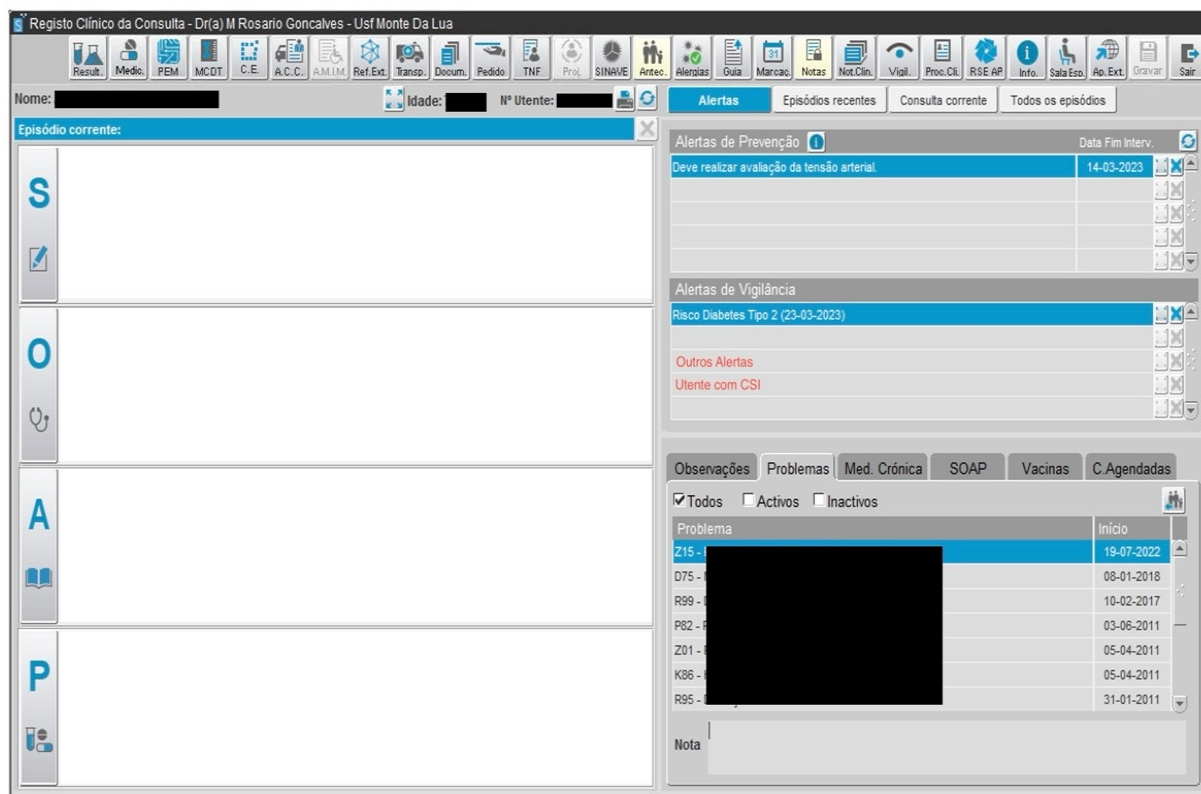 Registo Clínico da Consulta - Dr(a) M Rosario Goncalves - Usf Monte Da Lua
Result. Medic. PEM MCDT C.E. A.C.C. A.M.I.M. Ref.Ext. Transp. Docum. Pedido TNF Proj. SINAVE Antec. Alergias Guia Marcaç. Notas Not.Clin. Vigil. Proc.Cli. RSE AP Info. Sala Esp. Ap. Ext. Gravar Sair
Nome: Idade: Nº Utente:
Alertas Episódios recentes Consulta corrente Todos os episódios
Episódio corrente:
S
O
A
P
Alertas de Prevenção Data Fim Interv.
Deve realizar avaliação da tensão arterial. 14-03-2023
Alertas de Vigilância
Risco Diabetes Tipo 2 (23-03-2023)
Outros Alertas
Utente com CSI
Observações Problemas Med. Crónica SOAP Vacinas C.Agendadas
Todos Activos Inactivos
Problema Início
Z15 - 19-07-2022
D75 - 08-01-2018
R99 - 10-02-2017
P82 - 03-06-2011
Z01 - 05-04-2011
K86 - 05-04-2011
R95 - 31-01-2011
Nota